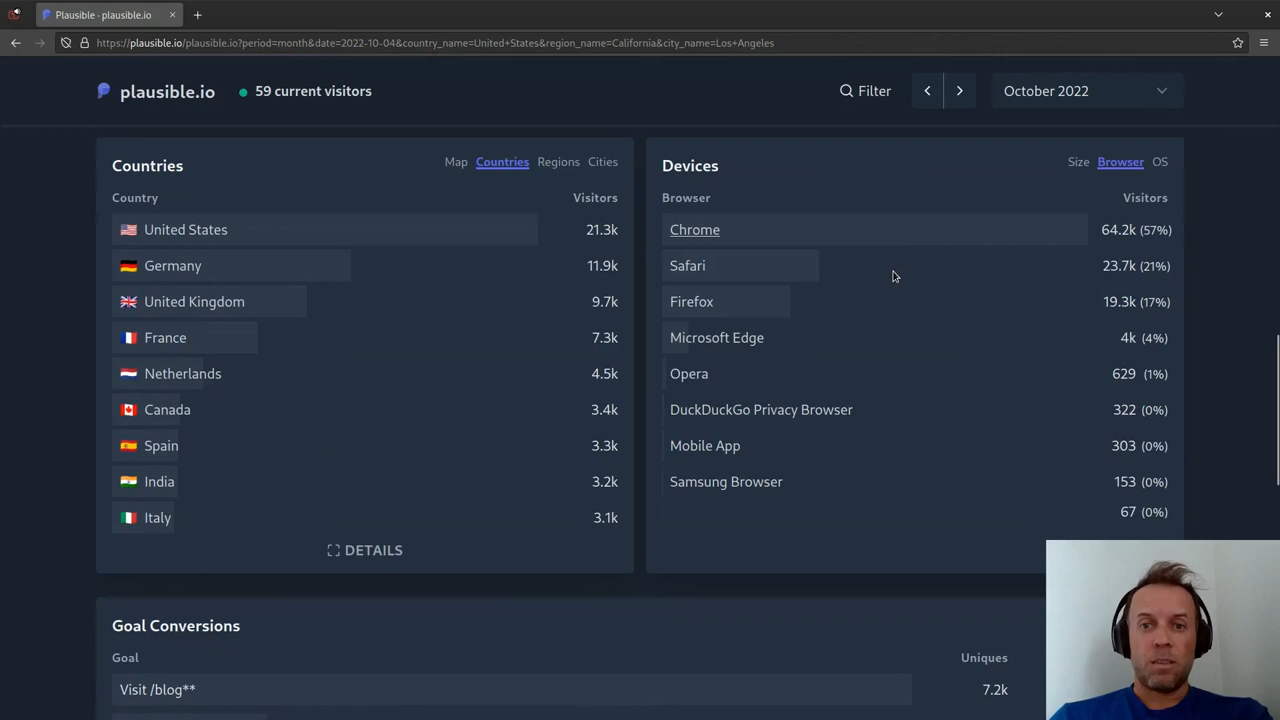 Plausible · plausible.io
https://plausible.io/plausible.io?period=month&date=2022-10-04&country_name=United+States&region_name=California&city_name=Los+Angeles
plausible.io
59 current visitors
Filter
October 2022
Countries
Map Countries Regions Cities
Country Visitors
United States 21.3k
Germany 11.9k
United Kingdom 9.7k
France 7.3k
Netherlands 4.5k
Canada 3.4k
Spain 3.3k
India 3.2k
Italy 3.1k
DETAILS
Devices
Size Browser OS
Browser Visitors
Chrome 64.2k (57%)
Safari 23.7k (21%)
Firefox 19.3k (17%)
Microsoft Edge 4k (4%)
Opera 629 (1%)
DuckDuckGo Privacy Browser 322 (0%)
Mobile App 303 (0%)
Samsung Browser 153 (0%)
67 (0%)
Goal Conversions
Goal Uniques
Visit /blog** 7.2k